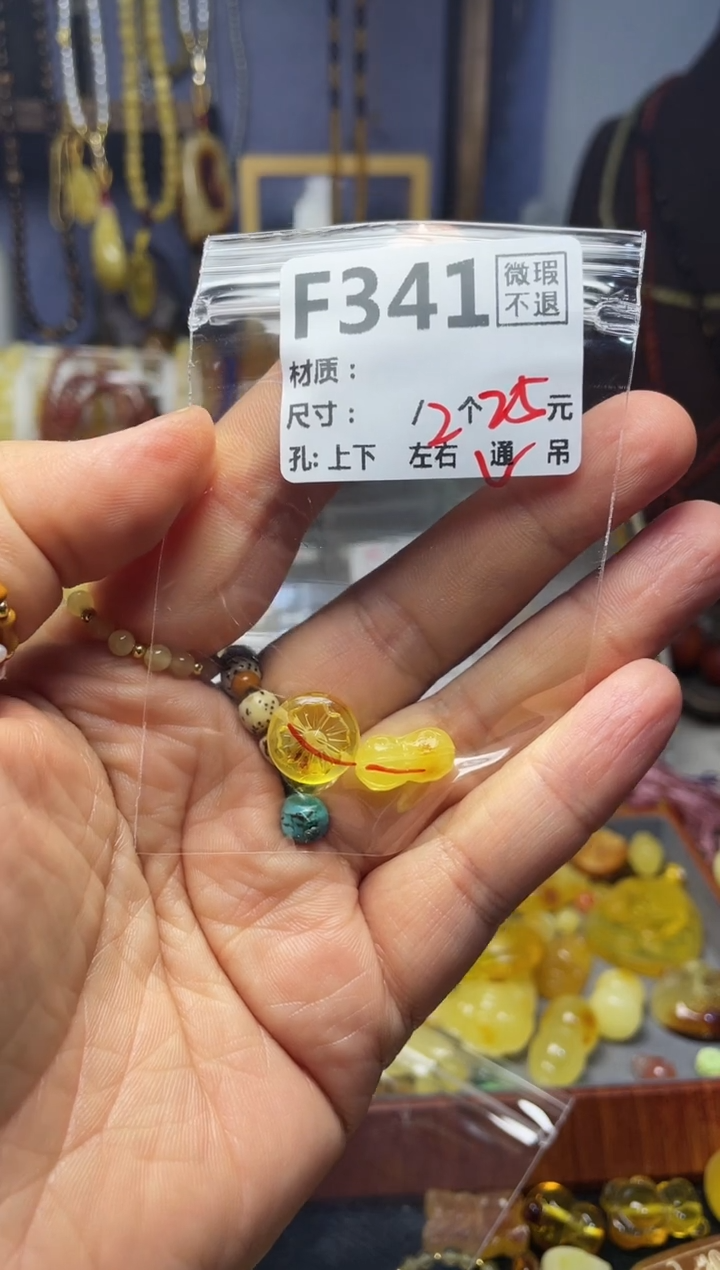 F341 微瑕不退
材质：
尺寸： /2个25元
孔: 上下 左右 通 吊